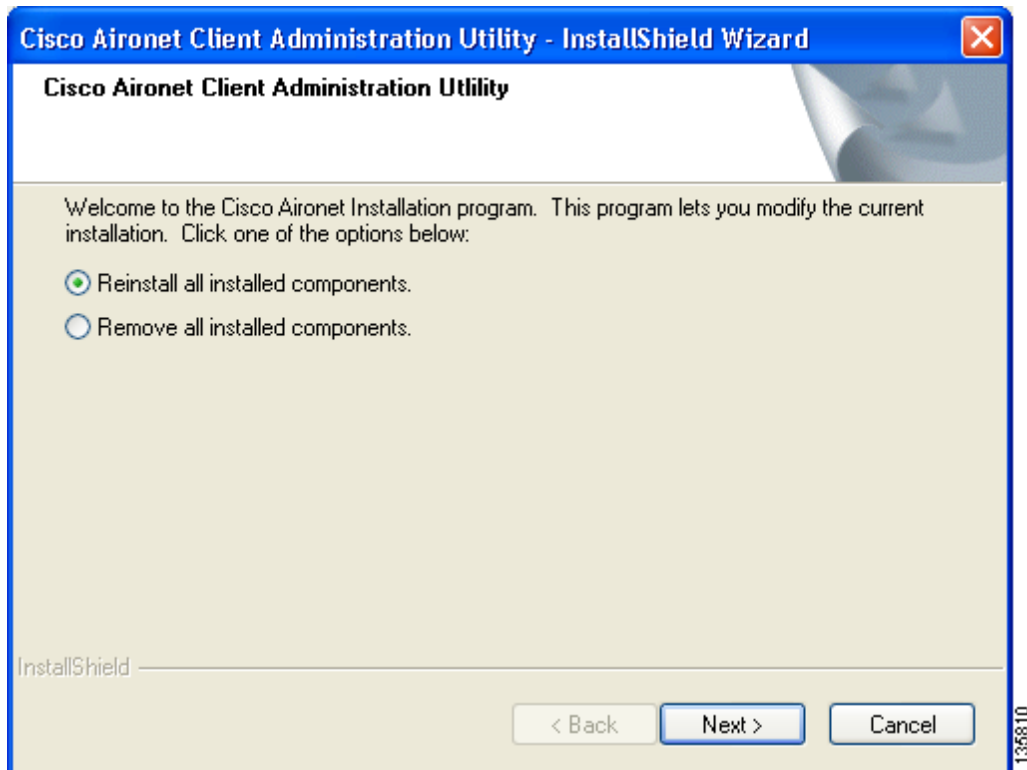 Cisco Aironet Client Administration Utility - InstallShield Wizard
Cisco Aironet Client Administration Utlility
Welcome to the Cisco Aironet Installation program.  This program lets you modify the current
installation.  Click one of the options below:
Reinstall all installed components.
Remove all installed components.
InstallShield
< Back
Next >
Cancel
135810